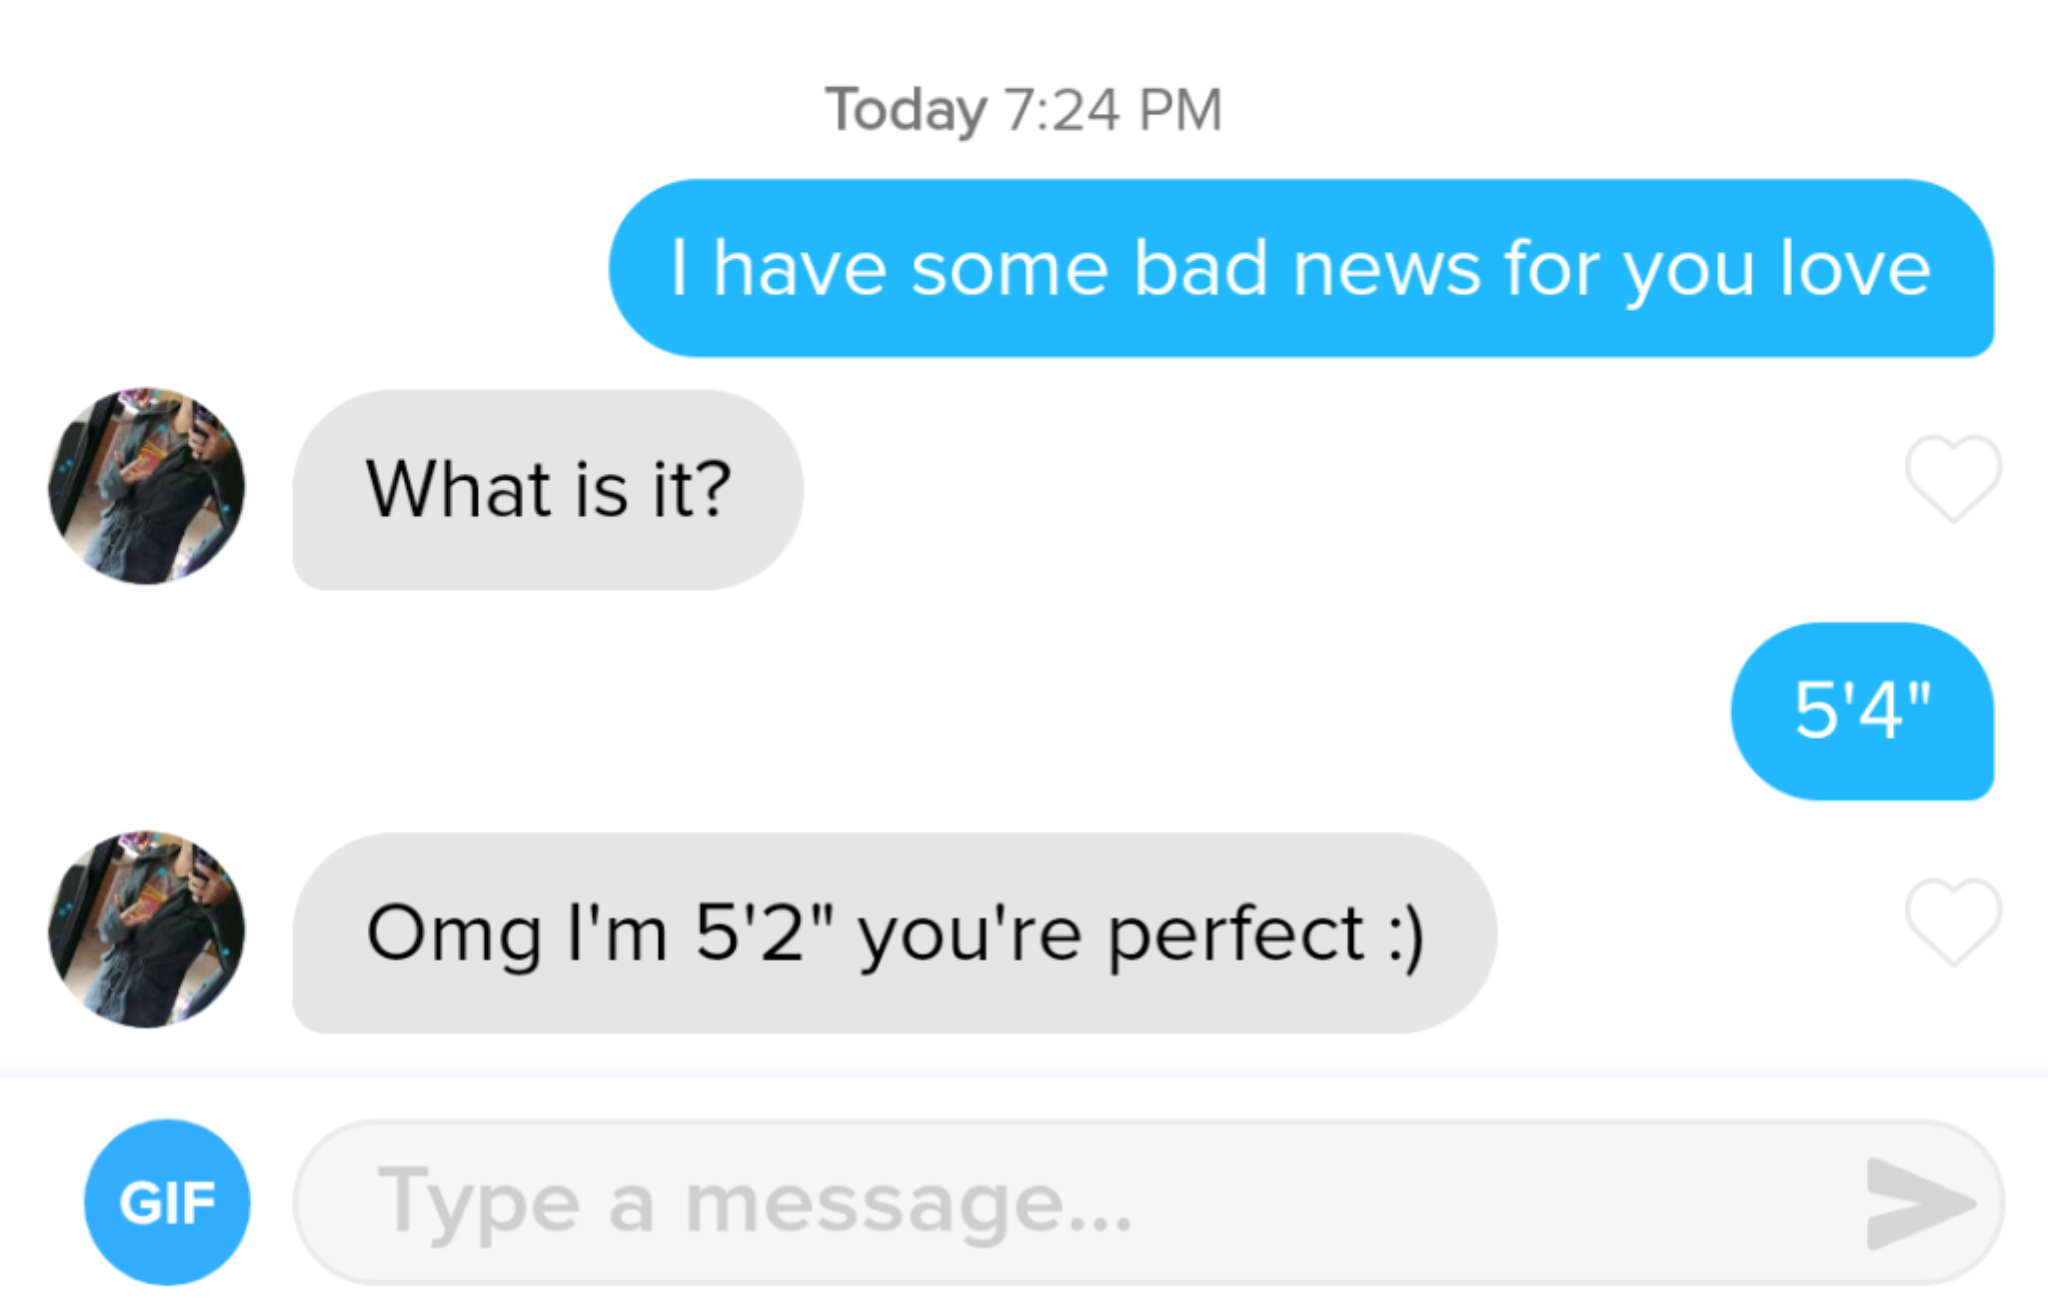 Today 7:24 PM
I have some bad news for you love
What is it?
5'4"
Omg I'm 5'2" you're perfect :)
GIF
Type a message...